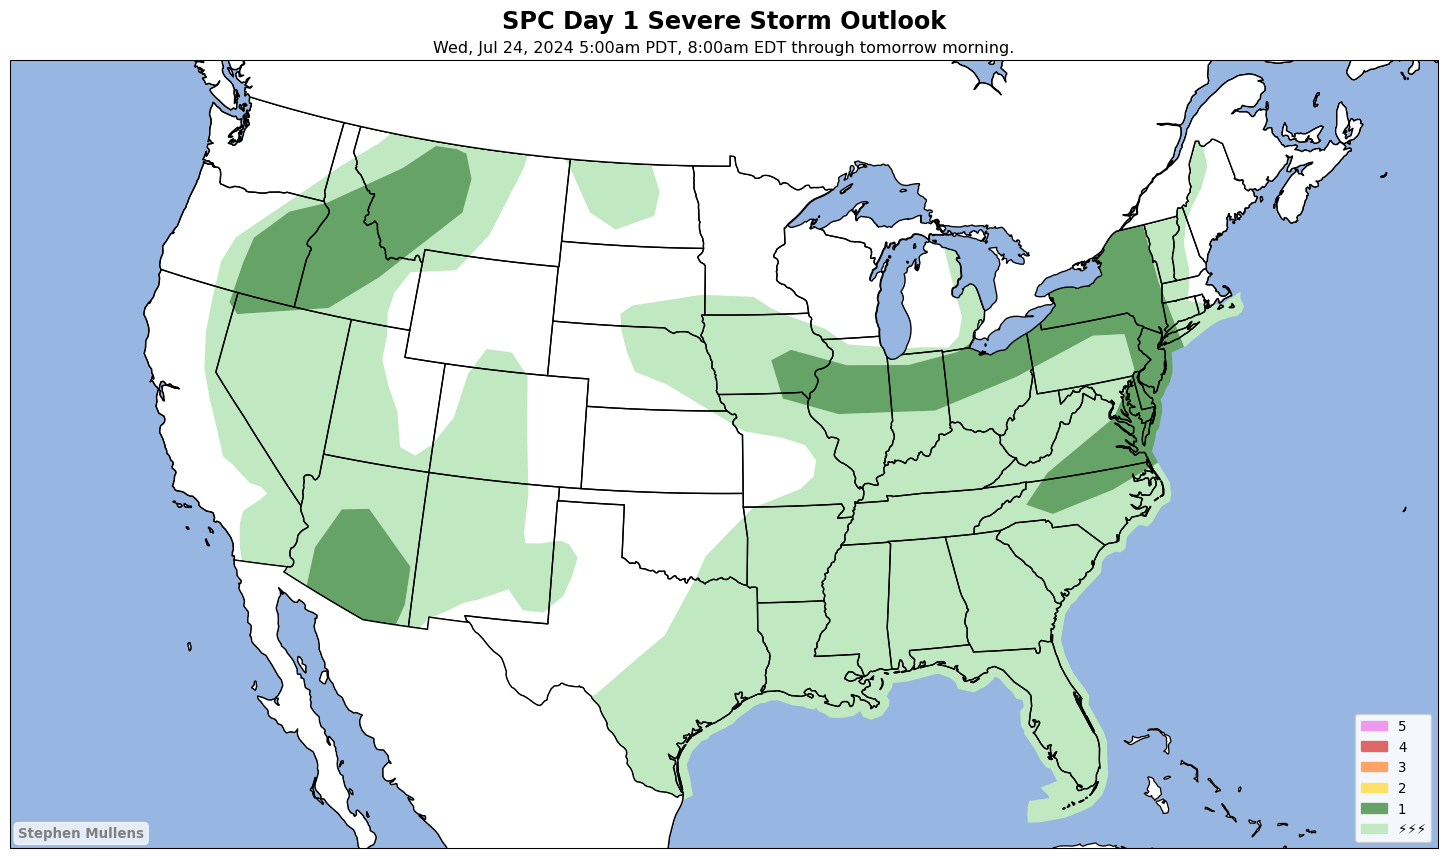 SPC Day 1 Severe Storm Outlook
Wed, Jul 24, 2024 5:00am PDT, 8:00am EDT through tomorrow morning.
5
4
3
2
1
⚡⚡⚡
Stephen Mullens